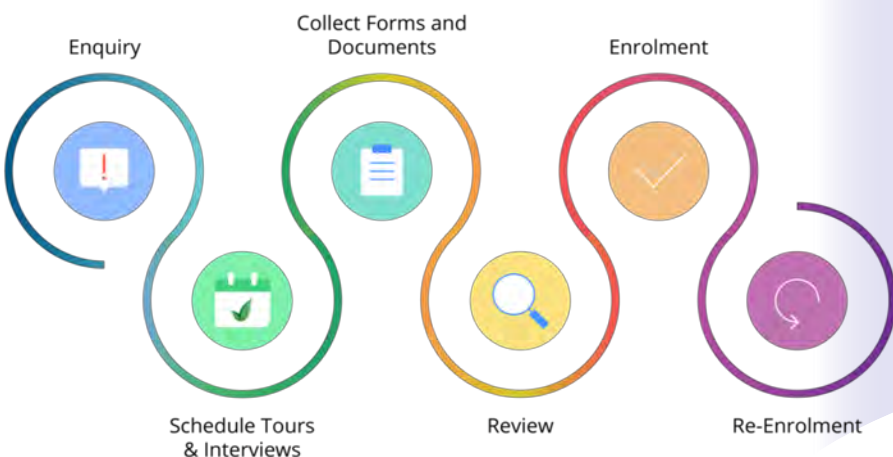 Enquiry
Schedule Tours
& Interviews
Collect Forms and
Documents
Review
Enrolment
Re-Enrolment